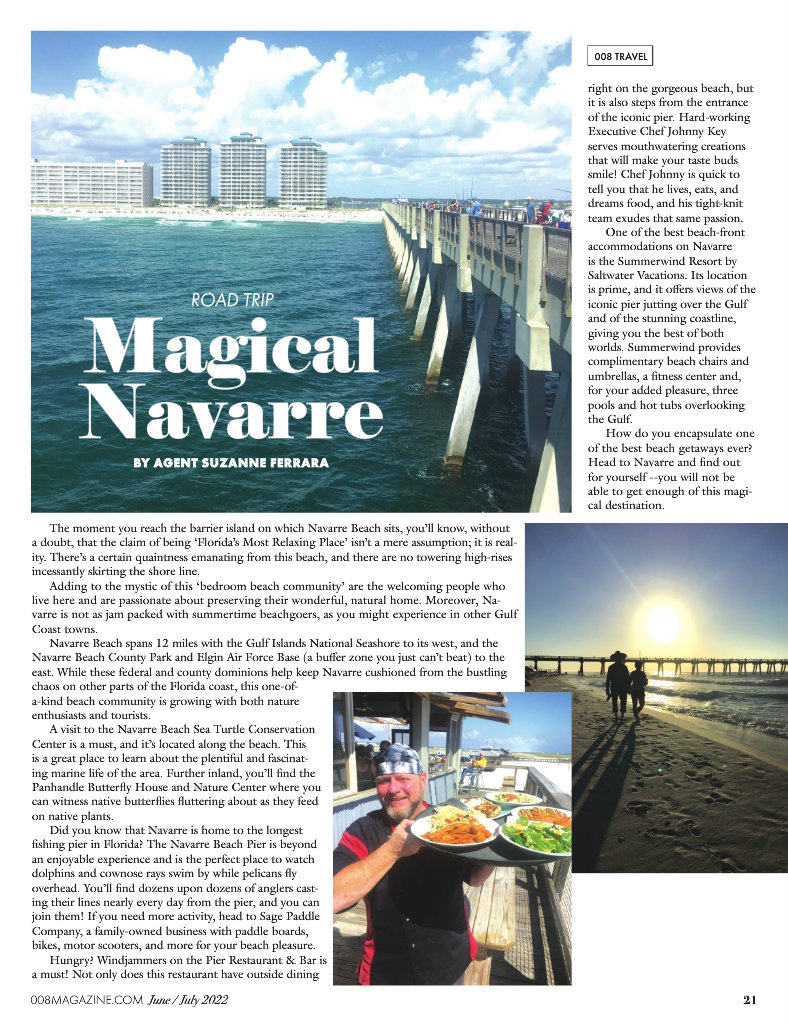 ROAD TRIP
Magical
Navarre
BY AGENT SUZANNE FERRARA
The moment you reach the barrier island on which Navarre Beach sits, you’ll know, without
a doubt, that the claim of being ‘Florida’s Most Relaxing Place’ isn’t a mere assumption; it is real-
ity. There’s a certain quaintness emanating from this beach, and there are no towering high-rises
incessantly skirting the shore line.
Adding to the mystic of this ‘bedroom beach community’ are the welcoming people who
live here and are passionate about preserving their wonderful, natural home. Moreover, Na-
varre is not as jam packed with summertime beachgoers, as you might experience in other Gulf
Coast towns.
Navarre Beach spans 12 miles with the Gulf Islands National Seashore to its west, and the
Navarre Beach County Park and Elgin Air Force Base (a buffer zone you just can’t beat) to the
east. While these federal and county dominions help keep Navarre cushioned from the bustling
chaos on other parts of the Florida coast, this one-of-
a-kind beach community is growing with both nature
enthusiasts and tourists.
A visit to the Navarre Beach Sea Turtle Conservation
Center is a must, and it’s located along the beach. This
is a great place to learn about the plentiful and fascinat-
ing marine life of the area. Further inland, you’ll find the
Panhandle Butterfly House and Nature Center where you
can witness native butterflies fluttering about as they feed
on native plants.
Did you know that Navarre is home to the longest
fishing pier in Florida? The Navarre Beach Pier is beyond
an enjoyable experience and is the perfect place to watch
dolphins and cownose rays swim by while pelicans fly
overhead. You’ll find dozens upon dozens of anglers cast-
ing their lines nearly every day from the pier, and you can
join them! If you need more activity, head to Sage Paddle
Company, a family-owned business with paddle boards,
bikes, motor scooters, and more for your beach pleasure.
Hungry? Windjammers on the Pier Restaurant & Bar is
a must! Not only does this restaurant have outside dining
008 TRAVEL
right on the gorgeous beach, but
it is also steps from the entrance
of the iconic pier. Hard-working
Executive Chef Johnny Key
serves mouthwatering creations
that will make your taste buds
smile! Chef Johnny is quick to
tell you that he lives, eats, and
dreams food, and his tight-knit
team exudes that same passion.
One of the best beach-front
accommodations on Navarre
is the Summerwind Resort by
Saltwater Vacations. Its location
is prime, and it offers views of the
iconic pier jutting over the Gulf
and of the stunning coastline,
giving you the best of both
worlds. Summerwind provides
complimentary beach chairs and
umbrellas, a fitness center and,
for your added pleasure, three
pools and hot tubs overlooking
the Gulf.
How do you encapsulate one
of the best beach getaways ever?
Head to Navarre and find out
for yourself --you will not be
able to get enough of this magi-
cal destination.
008MAGAZINE.COM June / July 2022
21